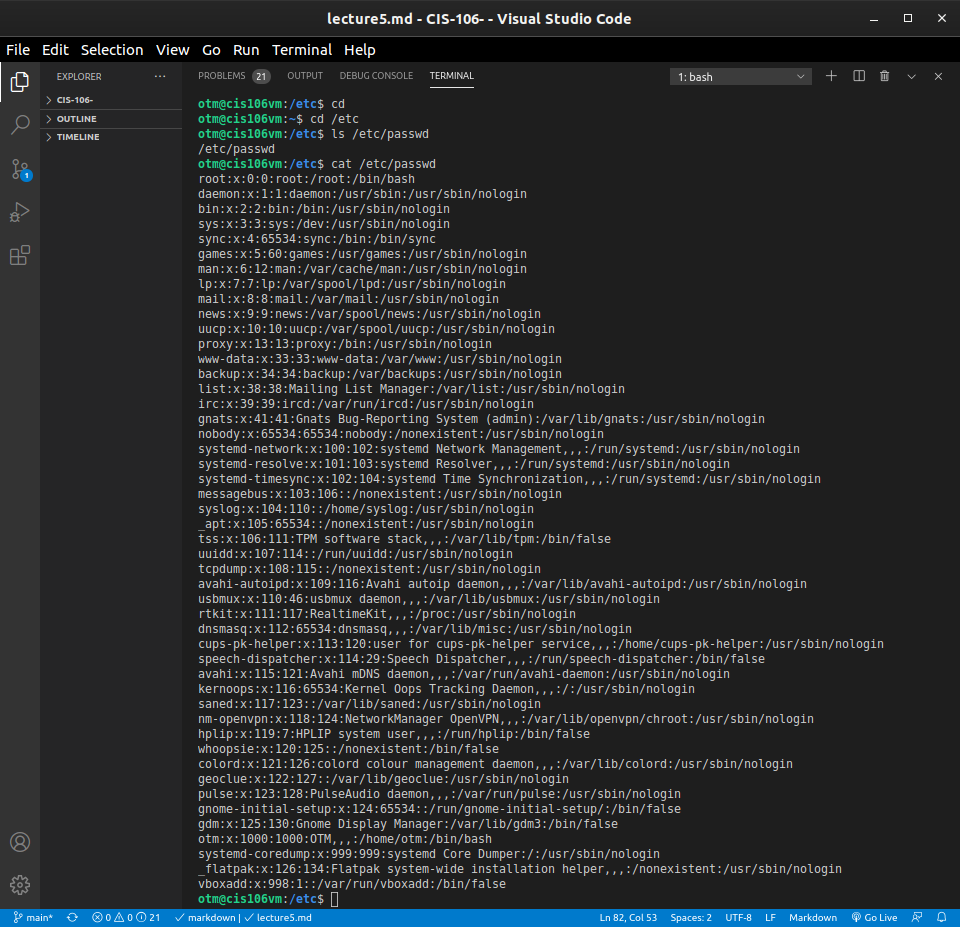 lecture5.md - CIS-106- - Visual Studio Code
File Edit Selection View Go Run Terminal Help
EXPLORER
CIS-106-
OUTLINE
TIMELINE
1
PROBLEMS 21 OUTPUT DEBUG CONSOLE TERMINAL 1: bash
otm@cis106vm:/etc$ cd
otm@cis106vm:~$ cd /etc
otm@cis106vm:/etc$ ls /etc/passwd
/etc/passwd
otm@cis106vm:/etc$ cat /etc/passwd
root:x:0:0:root:/root:/bin/bash
daemon:x:1:1:daemon:/usr/sbin:/usr/sbin/nologin
bin:x:2:2:bin:/bin:/usr/sbin/nologin
sys:x:3:3:sys:/dev:/usr/sbin/nologin
sync:x:4:65534:sync:/bin:/bin/sync
games:x:5:60:games:/usr/games:/usr/sbin/nologin
man:x:6:12:man:/var/cache/man:/usr/sbin/nologin
lp:x:7:7:lp:/var/spool/lpd:/usr/sbin/nologin
mail:x:8:8:mail:/var/mail:/usr/sbin/nologin
news:x:9:9:news:/var/spool/news:/usr/sbin/nologin
uucp:x:10:10:uucp:/var/spool/uucp:/usr/sbin/nologin
proxy:x:13:13:proxy:/bin:/usr/sbin/nologin
www-data:x:33:33:www-data:/var/www:/usr/sbin/nologin
backup:x:34:34:backup:/var/backups:/usr/sbin/nologin
list:x:38:38:Mailing List Manager:/var/list:/usr/sbin/nologin
irc:x:39:39:ircd:/var/run/ircd:/usr/sbin/nologin
gnats:x:41:41:Gnats Bug-Reporting System (admin):/var/lib/gnats:/usr/sbin/nologin
nobody:x:65534:65534:nobody:/nonexistent:/usr/sbin/nologin
systemd-network:x:100:102:systemd Network Management,,,:/run/systemd:/usr/sbin/nologin
systemd-resolve:x:101:103:systemd Resolver,,,:/run/systemd:/usr/sbin/nologin
systemd-timesync:x:102:104:systemd Time Synchronization,,,:/run/systemd:/usr/sbin/nologin
messagebus:x:103:106::/nonexistent:/usr/sbin/nologin
syslog:x:104:110::/home/syslog:/usr/sbin/nologin
_apt:x:105:65534::/nonexistent:/usr/sbin/nologin
tss:x:106:111:TPM software stack,,,:/var/lib/tpm:/bin/false
uuidd:x:107:114::/run/uuidd:/usr/sbin/nologin
tcpdump:x:108:115::/nonexistent:/usr/sbin/nologin
avahi-autoipd:x:109:116:Avahi autoip daemon,,,:/var/lib/avahi-autoipd:/usr/sbin/nologin
usbmux:x:110:46:usbmux daemon,,,:/var/lib/usbmux:/usr/sbin/nologin
rtkit:x:111:117:RealtimeKit,,,:/proc:/usr/sbin/nologin
dnsmasq:x:112:65534:dnsmasq,,,:/var/lib/misc:/usr/sbin/nologin
cups-pk-helper:x:113:120:user for cups-pk-helper service,,,:/home/cups-pk-helper:/usr/sbin/nologin
speech-dispatcher:x:114:29:Speech Dispatcher,,,:/run/speech-dispatcher:/bin/false
avahi:x:115:121:Avahi mDNS daemon,,,:/var/run/avahi-daemon:/usr/sbin/nologin
kernoops:x:116:65534:Kernel Oops Tracking Daemon,,,:/:/usr/sbin/nologin
saned:x:117:123::/var/lib/saned:/usr/sbin/nologin
nm-openvpn:x:118:124:NetworkManager OpenVPN,,,:/var/lib/openvpn/chroot:/usr/sbin/nologin
hplip:x:119:7:HPLIP system user,,,:/run/hplip:/bin/false
whoopsie:x:120:125::/nonexistent:/bin/false
colord:x:121:126:colord colour management daemon,,,:/var/lib/colord:/usr/sbin/nologin
geoclue:x:122:127::/var/lib/geoclue:/usr/sbin/nologin
pulse:x:123:128:PulseAudio daemon,,,:/var/run/pulse:/usr/sbin/nologin
gnome-initial-setup:x:124:65534::/run/gnome-initial-setup/:/bin/false
gdm:x:125:130:Gnome Display Manager:/var/lib/gdm3:/bin/false
otm:x:1000:1000:OTM,,,:/home/otm:/bin/bash
systemd-coredump:x:999:999:systemd Core Dumper:/:/usr/sbin/nologin
_flatpak:x:126:134:Flatpak system-wide installation helper,,,:/nonexistent:/usr/sbin/nologin
vboxadd:x:998:1::/var/run/vboxadd:/bin/false
otm@cis106vm:/etc$
main* 0 0 21 markdown | lecture5.md Ln 82, Col 53 Spaces: 2 UTF-8 LF Markdown Go Live